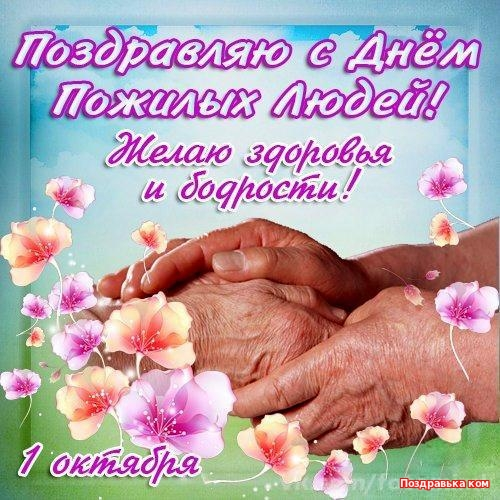 Поздравляю с Днём
Пожилых Людей!
Желаю здоровья
и бодрости!
1 октября
Поздравька ком